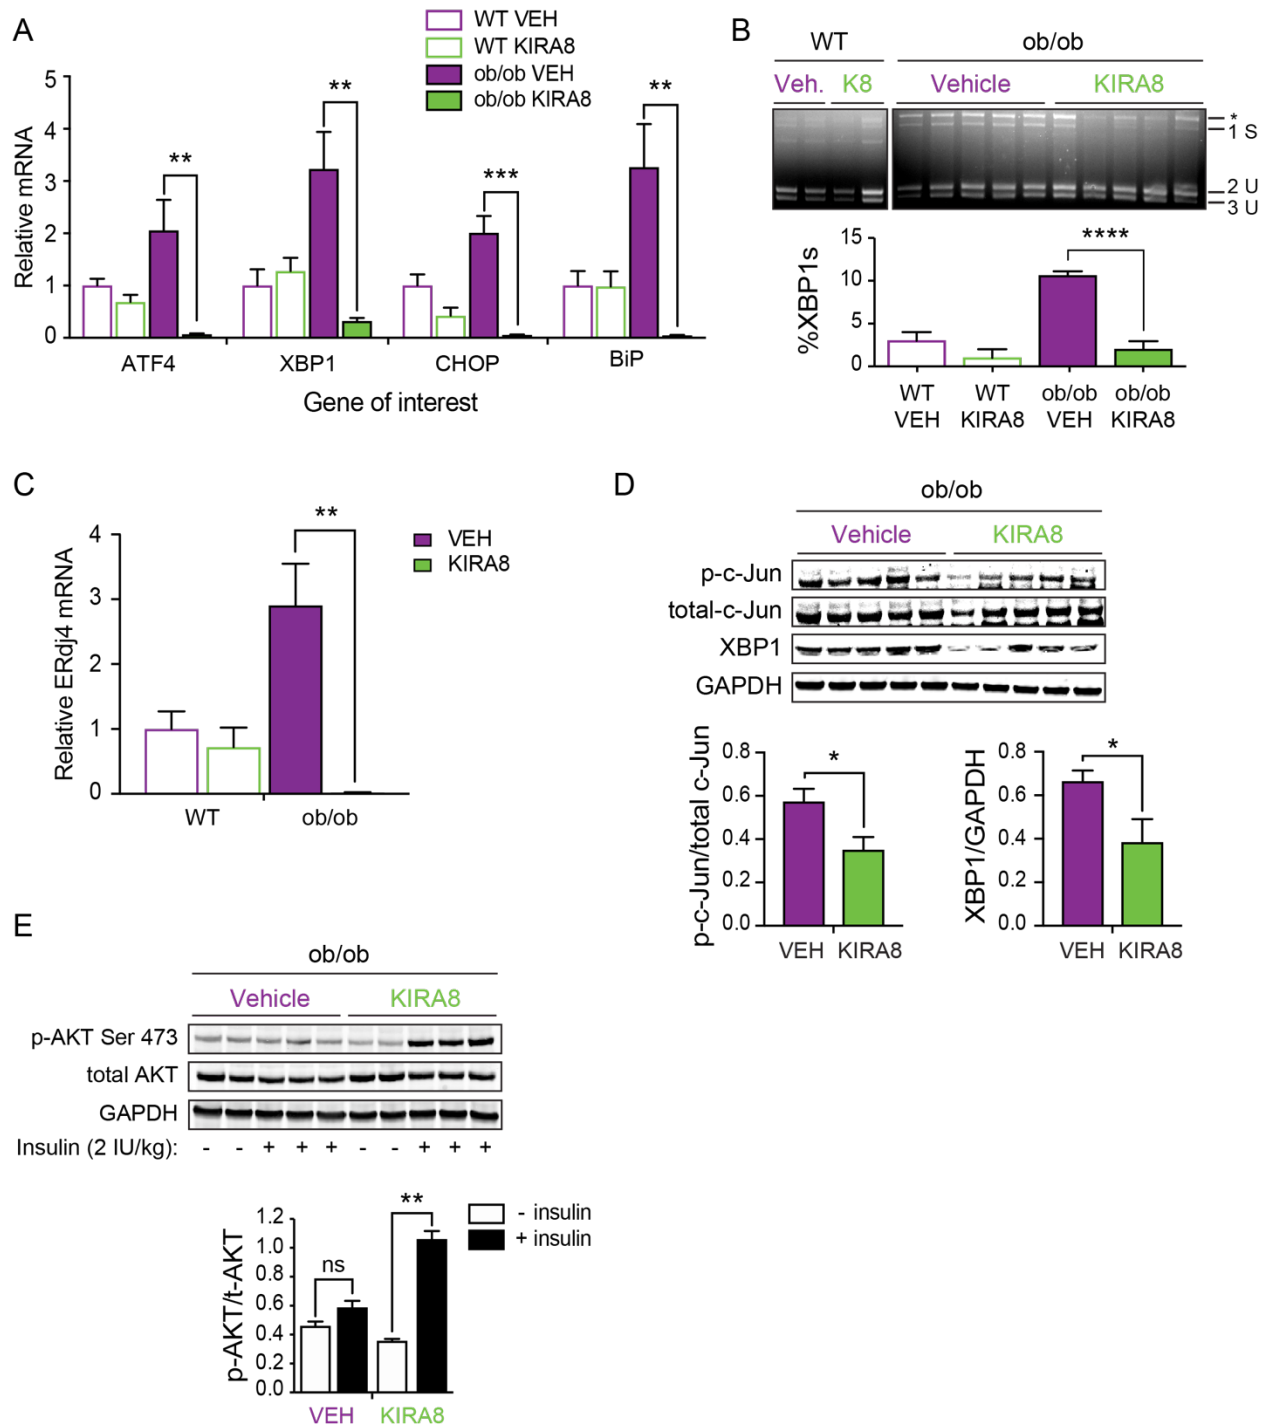 A
WT VEH
WT KIRA8
ob/ob VEH
ob/ob KIRA8
Relative mRNA
5
4
3
2
1
0
**
**
***
**
ATF4
XBP1
CHOP
BiP
Gene of interest
B
WT
ob/ob
Veh.
K8
Vehicle
KIRA8
*
1 S
2 U
3 U
%XBP1s
15
10
5
0
****
WT
VEH
WT
KIRA8
ob/ob
VEH
ob/ob
KIRA8
C
Relative ERdj4 mRNA
4
3
2
1
0
**
VEH
KIRA8
WT
ob/ob
D
ob/ob
Vehicle
KIRA8
p-c-Jun
total-c-Jun
XBP1
GAPDH
p-c-Jun/total c-Jun
0.8
0.6
0.4
0.2
0.0
*
VEH
KIRA8
XBP1/GAPDH
0.8
0.6
0.4
0.2
0.0
*
VEH
KIRA8
E
ob/ob
Vehicle
KIRA8
p-AKT Ser 473
total AKT
GAPDH
Insulin (2 IU/kg): - - + + + - - + + +
p-AKT/t-AKT
1.2
1.0
0.8
0.6
0.4
0.2
0.0
ns
**
- insulin
+ insulin
VEH
KIRA8